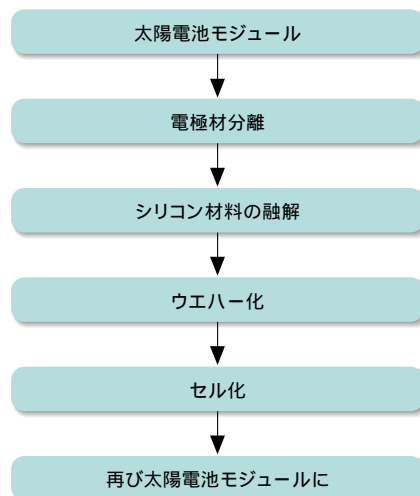 太陽電池モジュール
電極材分離
シリコン材料の融解
ウエハー化
セル化
再び太陽電池モジュールに